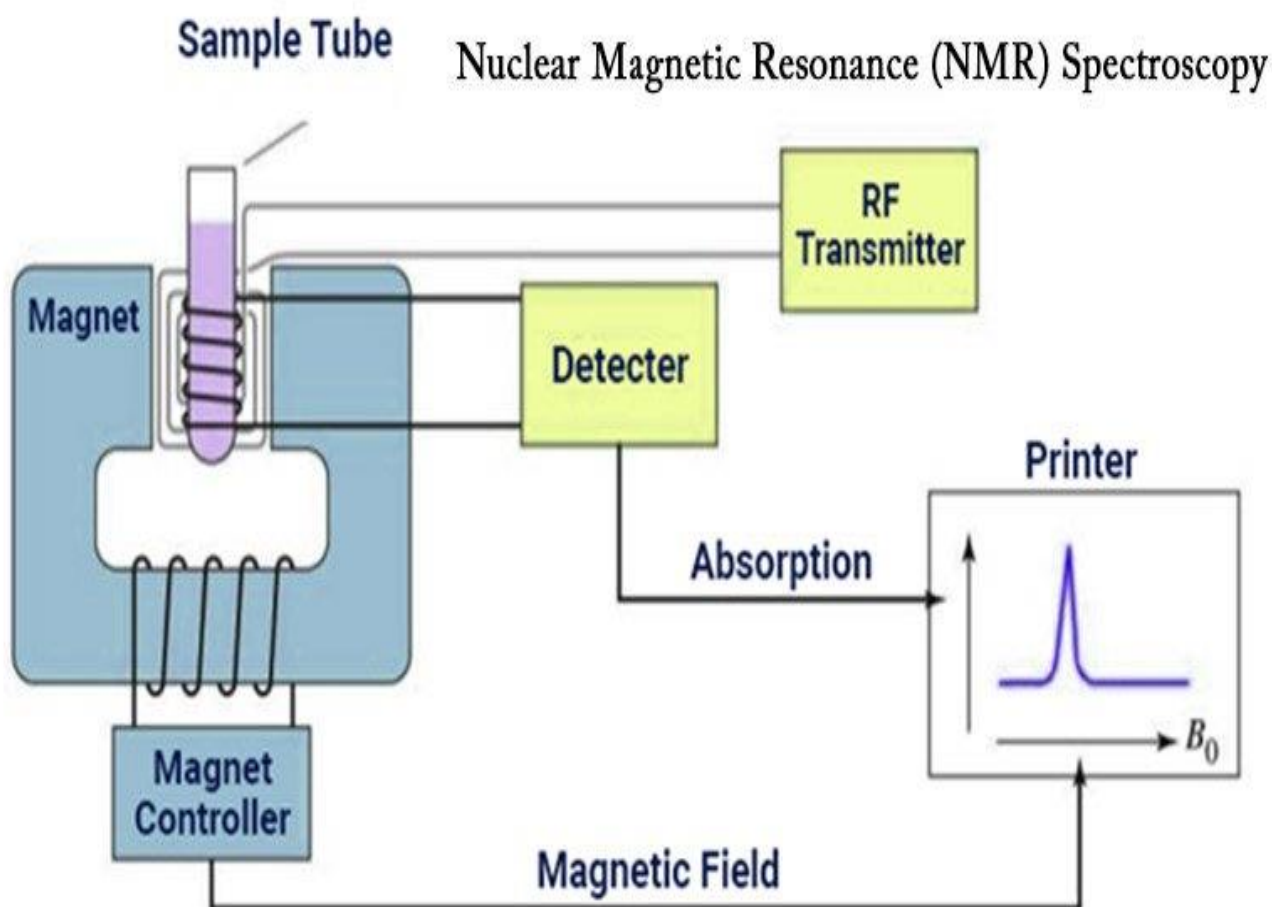 Sample Tube
Nuclear Magnetic Resonance (NMR) Spectroscopy
RF
Transmitter
Magnet
Detecter
Printer
Absorption
B0
Magnet
Controller
Magnetic Field